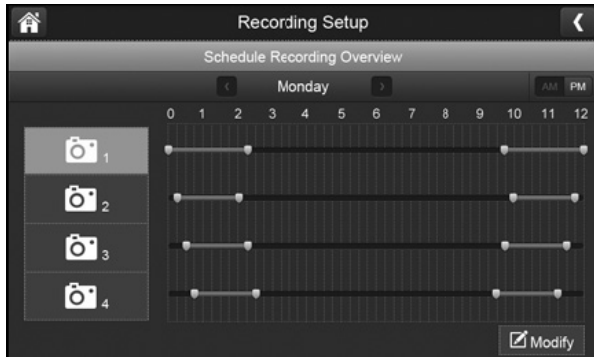 Recording Setup
Schedule Recording Overview
Monday
AM PM
0 1 2 3 4 5 6 7 8 9 10 11 12
1
2
3
4
Modify